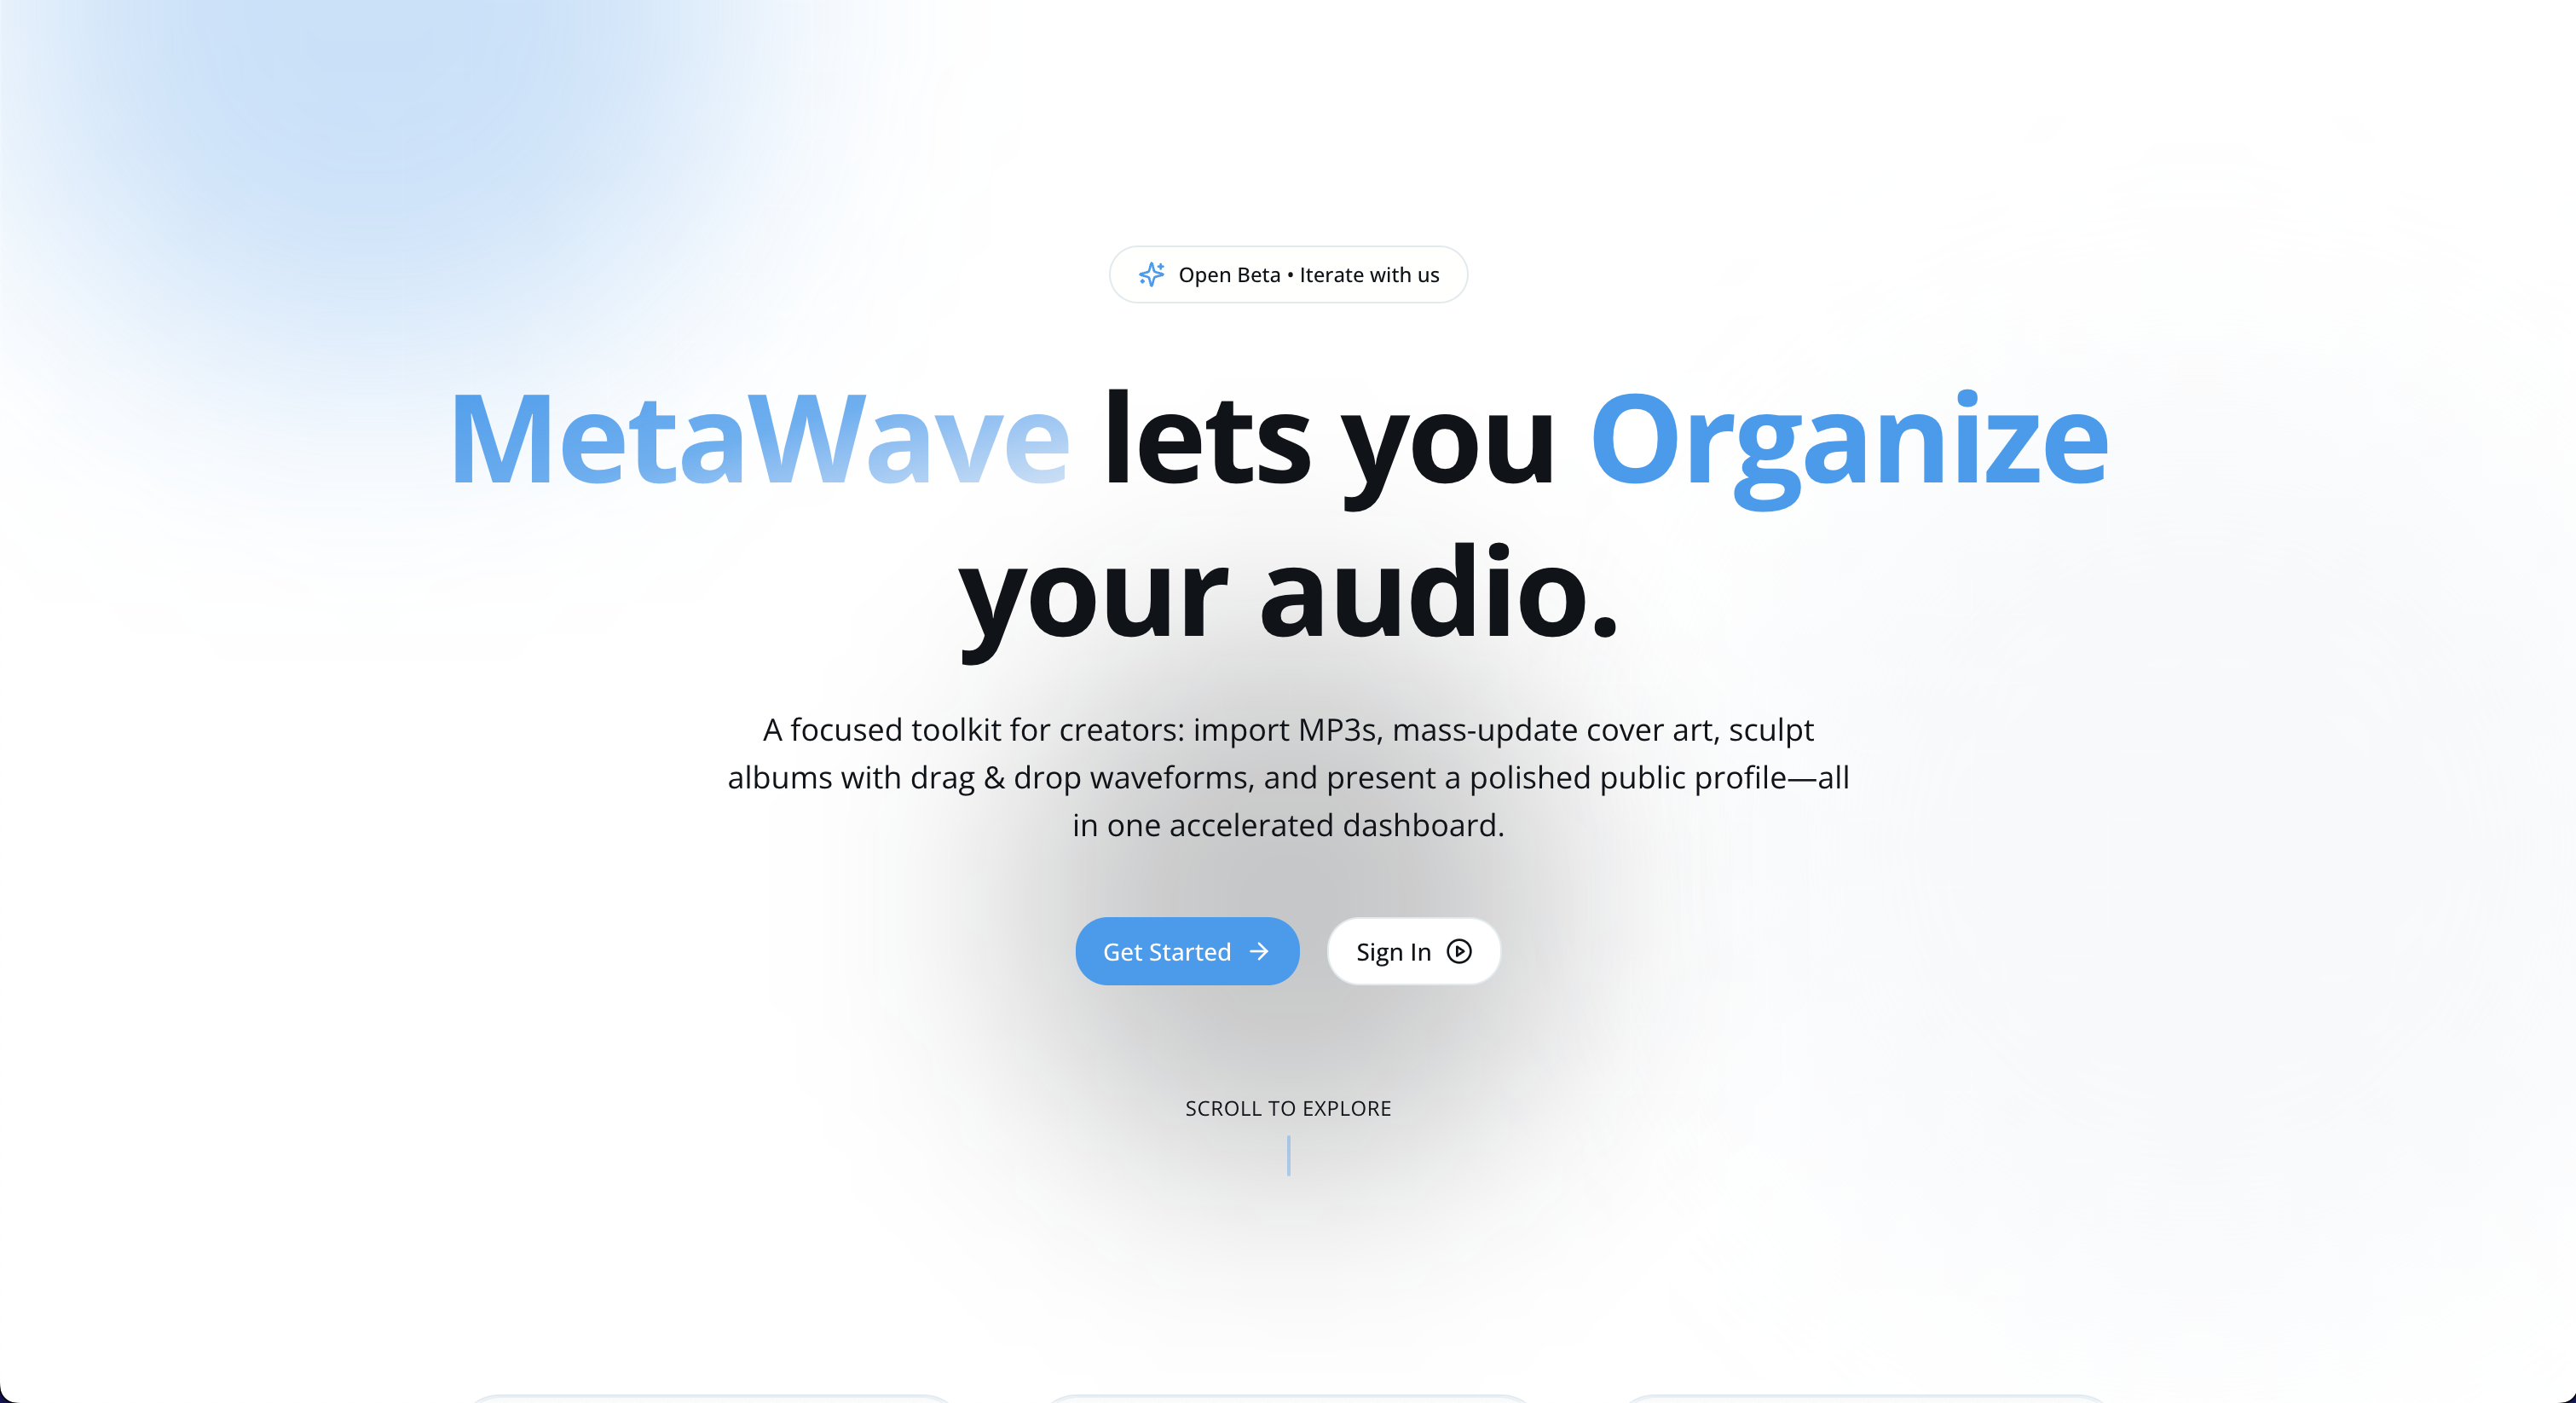 Open Beta • Iterate with us
MetaWave lets you Organize
your audio.
A focused toolkit for creators: import MP3s, mass-update cover art, sculpt
albums with drag & drop waveforms, and present a polished public profile—all
in one accelerated dashboard.
Get Started
Sign In
SCROLL TO EXPLORE